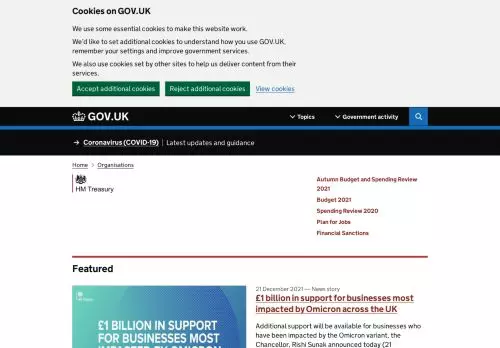 Cookies on GOV.UK
We use some essential cookies to make this website work.
We'd like to set additional cookies to understand how you use GOV.UK,
remember your settings and improve government services.
We also use cookies set by other sites to help us deliver content from their
services.
Accept additional cookies Reject additional cookies View cookies
GOV.UK Topics Government activity
→ Coronavirus (COVID-19) Latest updates and guidance
Home > Organisations
HM Treasury
Autumn Budget and Spending Review
2021
Budget 2021
Spending Review 2020
Plan for Jobs
Financial Sanctions
Featured
£1 BILLION IN SUPPORT
FOR BUSINESSES MOST
IMPACTED BY OMICRON
21 December 2021 — News story
£1 billion in support for businesses most
impacted by Omicron across the UK
Additional support will be available for businesses who
have been impacted by the Omicron variant, the
Chancellor, Rishi Sunak announced today (21